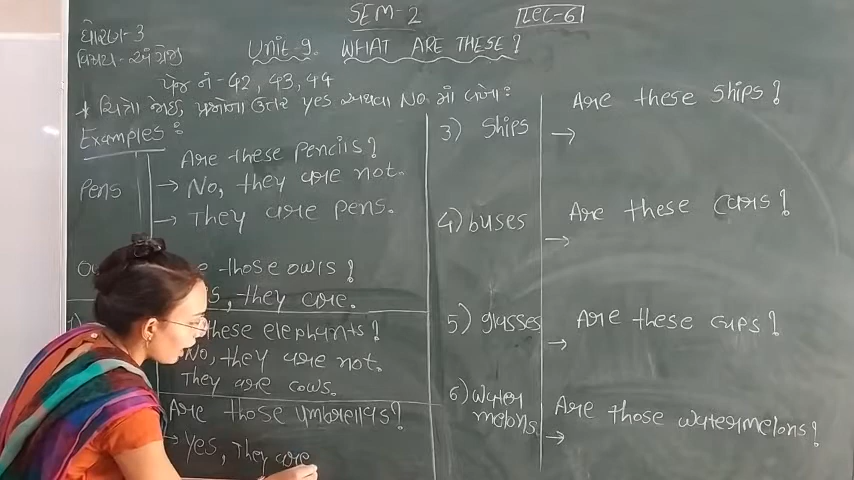 SEM-2
LEC-6
ધોરણ-3
વિષય-અંગ્રેજી
Unit-9. WHAT ARE THESE?
પેજ નં-42, 43, 44
* ચિત્રો જોઈ, પ્રશ્નોના ઉત્તર Yes અથવા No માં આપો:
Examples:
Pens
Are these Pencils?
→ No, they are not.
→ They are Pens.
those owls?
, they are.
these elephants?
No, they are not.
They are cows.
Are those umbrellas?
→ Yes, They are
3) Ships
Are these Ships?
→
4) buses
Are these Cars?
→
5) glasses
Are these cups?
→
6) water
melons.
Are those watermelons?
→